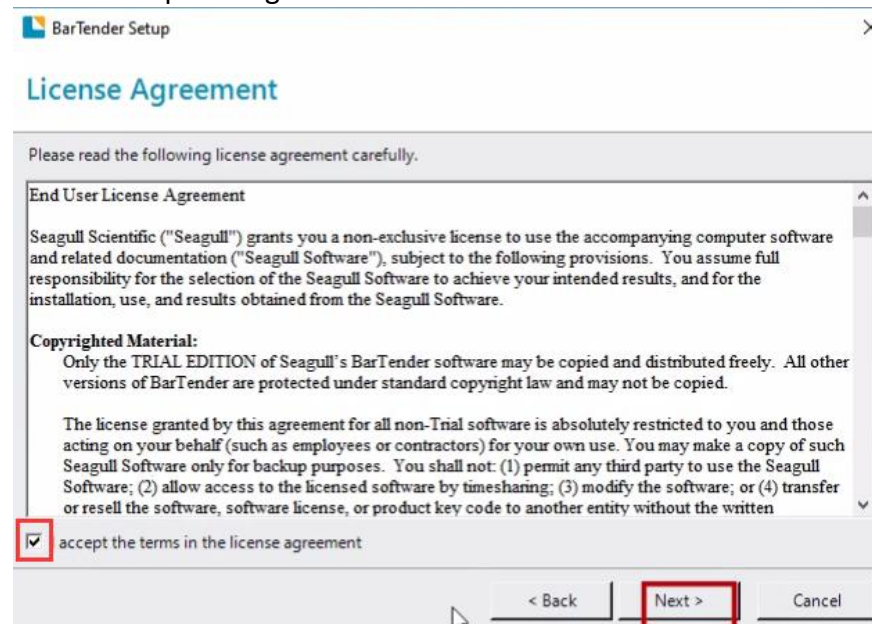 BarTender Setup
License Agreement
Please read the following license agreement carefully.
End User License Agreement
Seagull Scientific ("Seagull") grants you a non-exclusive license to use the accompanying computer software
and related documentation ("Seagull Software"), subject to the following provisions. You assume full
responsibility for the selection of the Seagull Software to achieve your intended results, and for the
installation, use, and results obtained from the Seagull Software.
Copyrighted Material:
Only the TRIAL EDITION of Seagull's BarTender software may be copied and distributed freely. All other
versions of BarTender are protected under standard copyright law and may not be copied.
The license granted by this agreement for all non-Trial software is absolutely restricted to you and those
acting on your behalf (such as employees or contractors) for your own use. You may make a copy of such
Seagull Software only for backup purposes. You shall not: (1) permit any third party to use the Seagull
Software; (2) allow access to the licensed software by timesharing; (3) modify the software; or (4) transfer
or resell the software, software license, or product key code to another entity without the written
accept the terms in the license agreement
< Back
Next >
Cancel